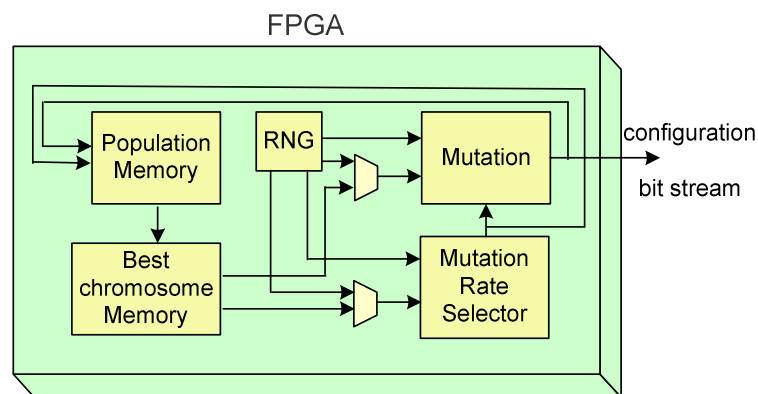 FPGA
Population
Memory
RNG
Mutation
configuration
bit stream
Best
chromosome
Memory
Mutation
Rate
Selector